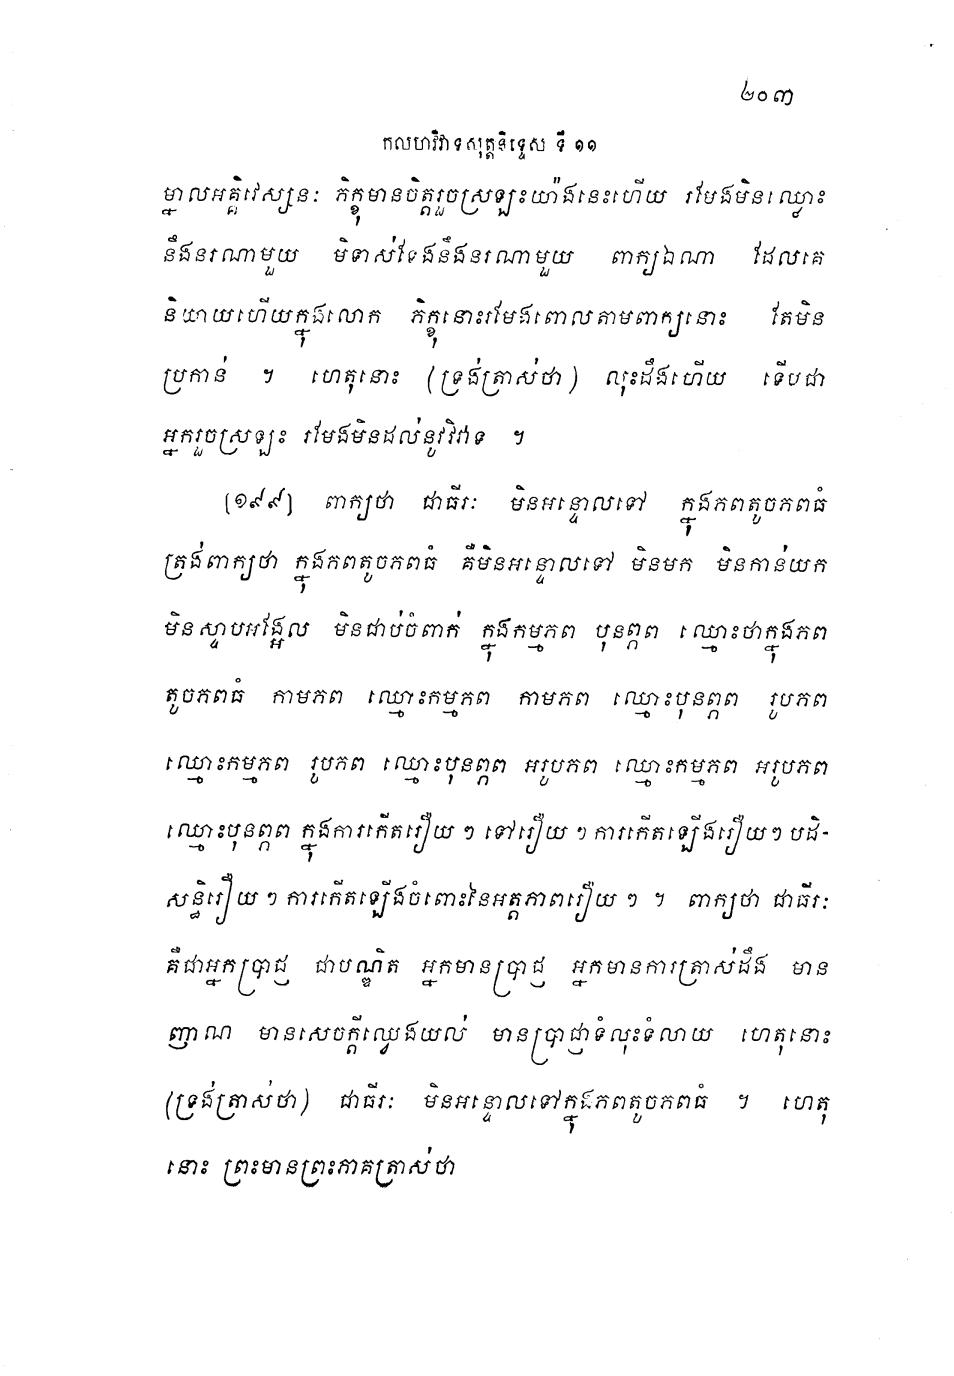 ២០៣
កលហវិវាទសុត្តនិទ្ទេស ទី ១១
ម្នាលអគ្គិវេស្សនៈ ភិក្ខុមានចិត្តរួចស្រឡះយ៉ាងនេះហើយ រមែងមិនឈ្លោះ
នឹងនរណាមួយ មិទាស់ទែងនឹងនរណាមួយ ពាក្យឯណា ដែលគេ
និយាយហើយក្នុងលោក ភិក្ខុនោះរមែងពោលតាមពាក្យនោះ តែមិន
ប្រកាន់ ។ ហេតុនោះ (ទ្រង់ត្រាស់ថា) លុះដឹងហើយ ទើបជា
អ្នករួចស្រឡះ រមែងមិនដល់នូវវិវាទ ។
[១៩៩] ពាក្យថា ជាធីរៈ មិនអន្ទោលទៅ ក្នុងភពតូចភពធំ
ត្រង់ពាក្យថា ក្នុងភពតូចភពធំ គឺមិនអន្ទោលទៅ មិនមក មិនកាន់យក
មិនស្ទាបអង្អែល មិនជាប់ចំពាក់ ក្នុងកម្មភព បុនព្ភព ឈ្មោះថាក្នុងភព
តូចភពធំ កាមភព ឈ្មោះកម្មភព កាមភព ឈ្មោះបុនព្ភព រូបភព
ឈ្មោះកម្មភព រូបភព ឈ្មោះបុនព្ភព អរូបភព ឈ្មោះកម្មភព អរូបភព
ឈ្មោះបុនព្ភព ក្នុងការកើតរឿយ ៗ ទៅរឿយ ៗ ការកើតឡើងរឿយៗ បដិ-
សន្ធិរឿយ ៗ ការកើតឡើងចំពោះនៃអត្តភាពរឿយ ៗ ។ ពាក្យថា ជាធីរៈ
គឺជាអ្នកប្រាជ្ញ ជាបណ្ឌិត អ្នកមានប្រាជ្ញ អ្នកមានការត្រាស់ដឹង មាន
ញាណ មានសេចក្តីឈ្វេងយល់ មានប្រាជ្ញាទំលុះទំលាយ ហេតុនោះ
(ទ្រង់ត្រាស់ថា) ជាធីរៈ មិនអន្ទោលទៅក្នុងភពតូចភពធំ ។ ហេតុ
នោះ ព្រះមានព្រះភាគត្រាស់ថា